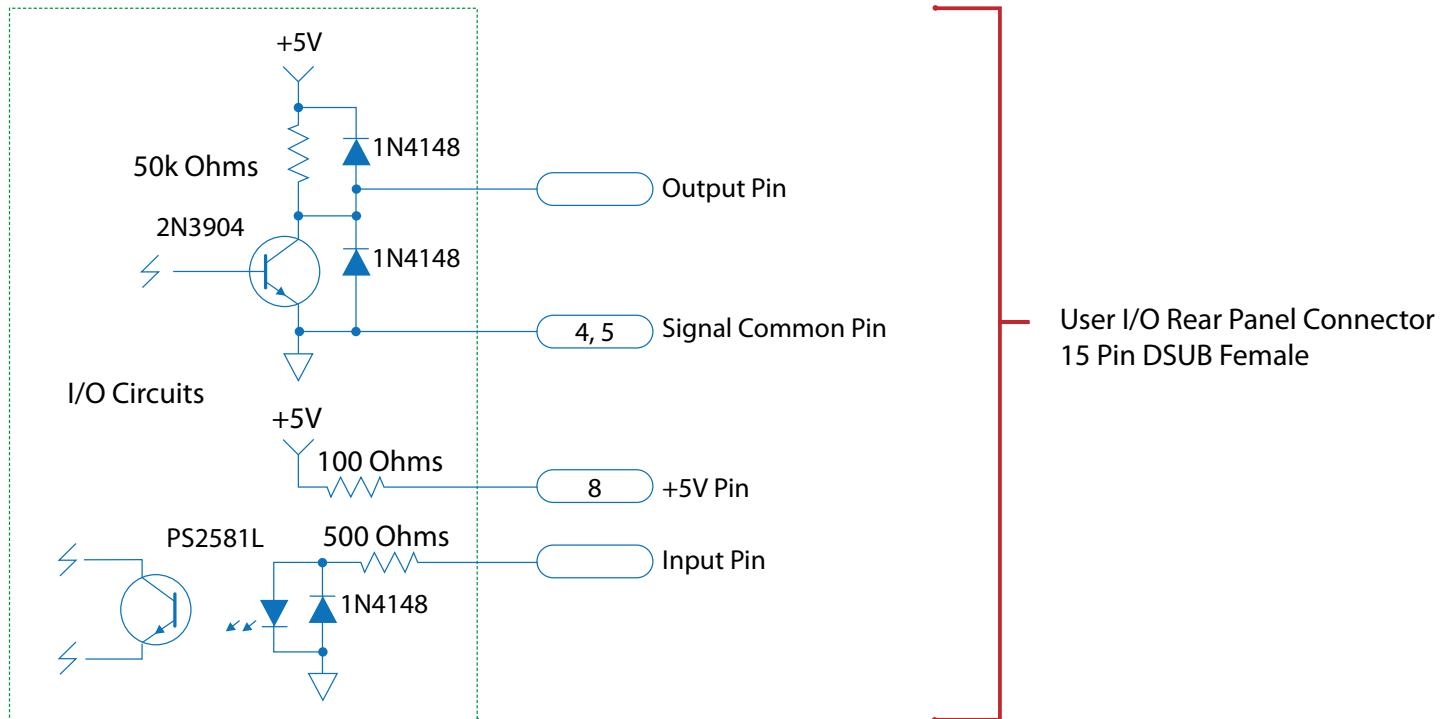 +5V
50k Ohms
1N4148
Output Pin
2N3904
1N4148
4, 5
Signal Common Pin
User I/O Rear Panel Connector
15 Pin DSUB Female
I/O Circuits
+5V
100 Ohms
8
+5V Pin
PS2581L
500 Ohms
Input Pin
1N4148